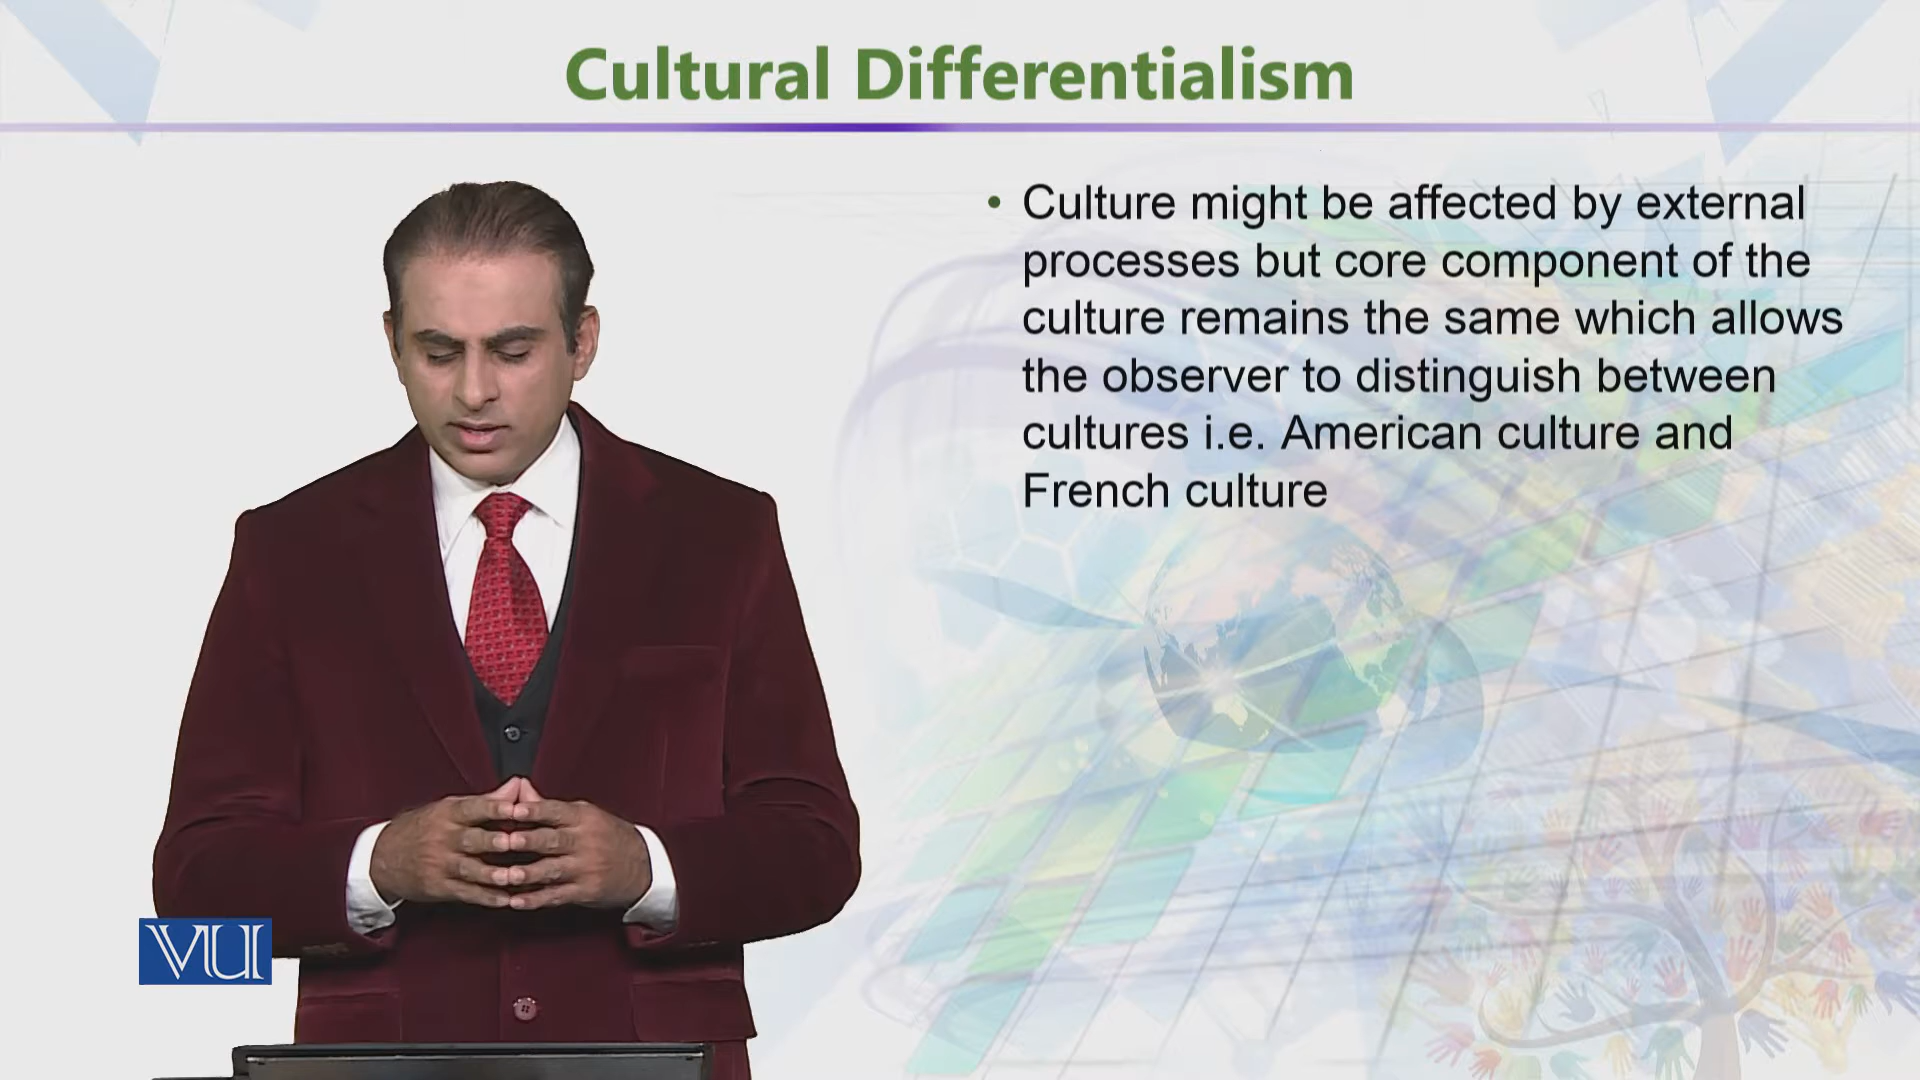 Cultural Differentialism
• Culture might be affected by external
processes but core component of the
culture remains the same which allows
the observer to distinguish between
cultures i.e. American culture and
French culture
VU